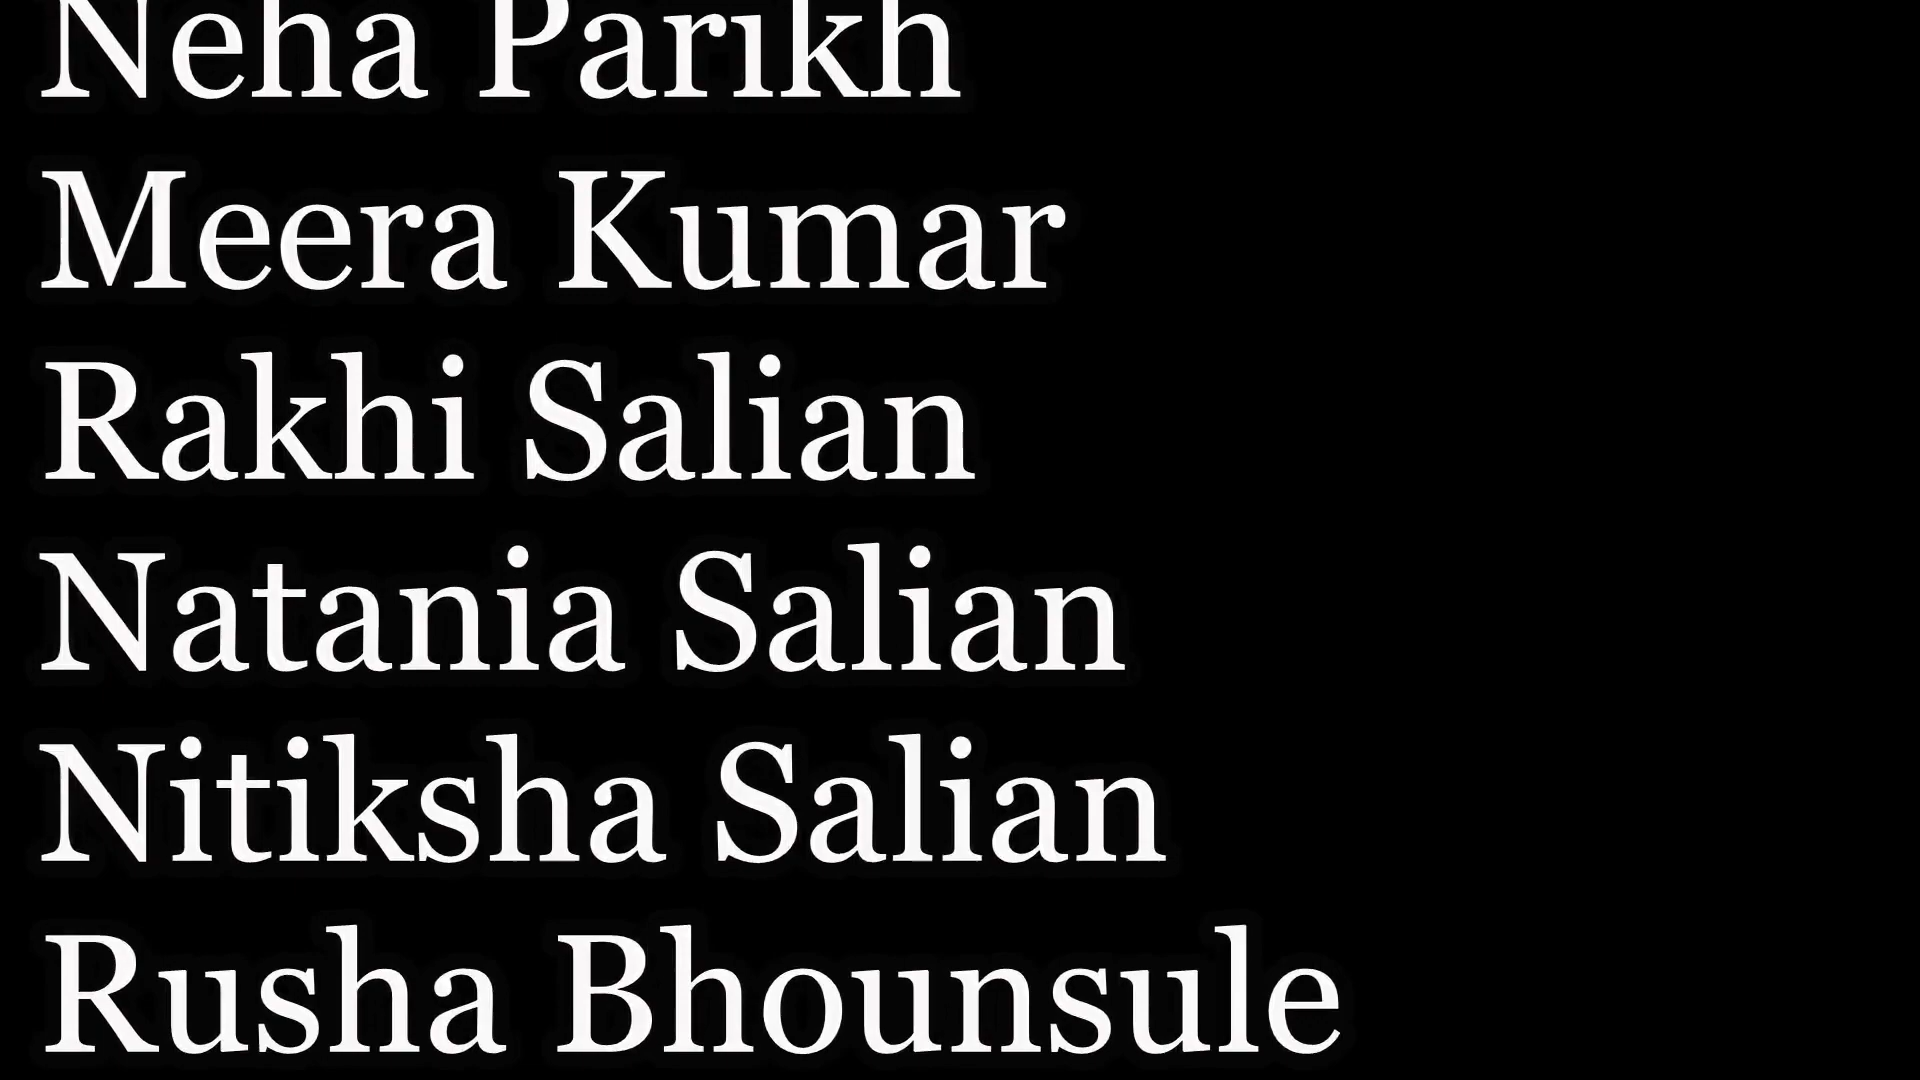 Neha Parikh
Meera Kumar
Rakhi Salian
Natania Salian
Nitiksha Salian
Rusha Bhounsule